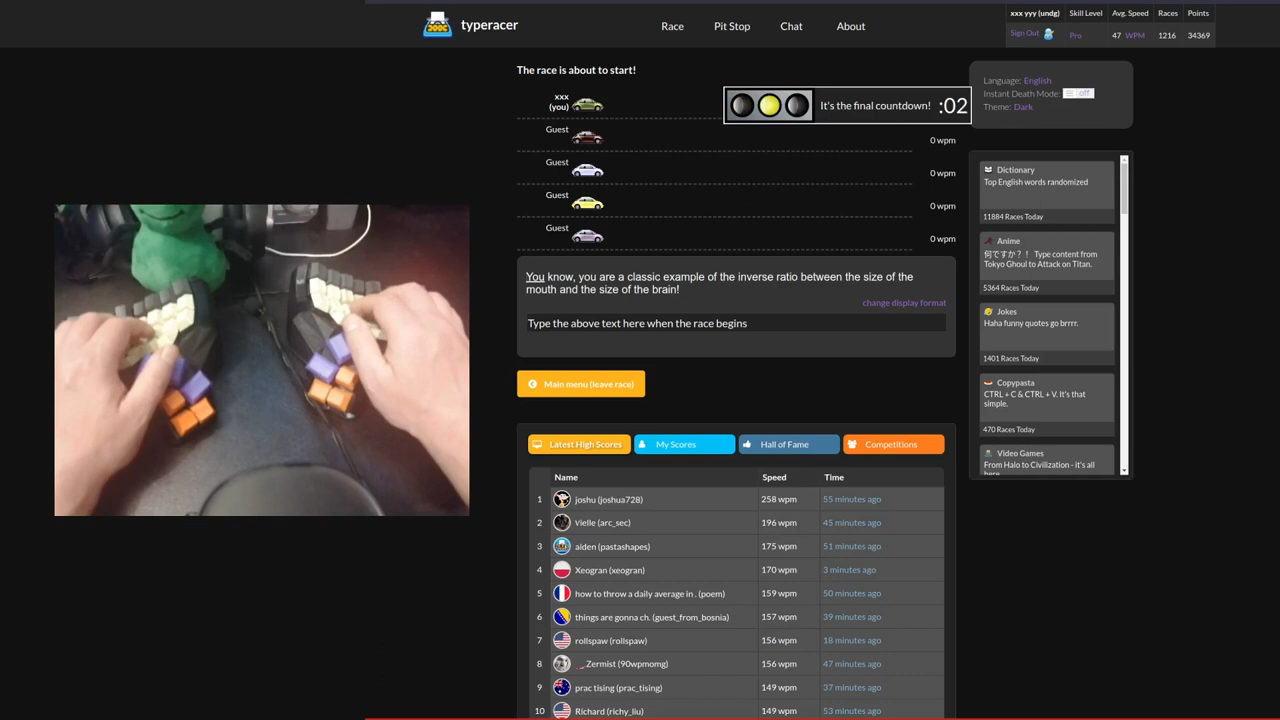 typeracer
Race
Pit Stop
Chat
About
xxx yyy (undg)
Skill Level
Avg. Speed
Races
Points
Sign Out
Pro
47 WPM
1216
34369
The race is about to start!
xxx
(you)
It's the final countdown! :02
Guest
0 wpm
Guest
0 wpm
Guest
0 wpm
Guest
0 wpm
You know, you are a classic example of the inverse ratio between the size of the
mouth and the size of the brain!
change display format
Type the above text here when the race begins
Main menu (leave race)
Language: English
Instant Death Mode: off
Theme: Dark
Dictionary
Top English words randomized
11884 Races Today
Anime
何ですか？！ Type content from
Tokyo Ghoul to Attack on Titan.
5364 Races Today
Jokes
Haha funny quotes go brrrr.
1401 Races Today
Copypasta
CTRL + C & CTRL + V. It's that
simple.
470 Races Today
Video Games
From Halo to Civilization - it's all
here
Latest High Scores
My Scores
Hall of Fame
Competitions
Name Speed Time
1 joshu (joshua728) 258 wpm 55 minutes ago
2 Vielle (arc_sec) 196 wpm 45 minutes ago
3 aiden (pastashapes) 175 wpm 51 minutes ago
4 Xeogran (xeogran) 170 wpm 3 minutes ago
5 how to throw a daily average in . (poem) 159 wpm 50 minutes ago
6 things are gonna ch. (guest_from_bosnia) 157 wpm 39 minutes ago
7 rollspaw (rollspaw) 156 wpm 18 minutes ago
8 Zermist (90wpmomg) 156 wpm 47 minutes ago
9 prac tising (prac_tising) 149 wpm 37 minutes ago
10 Richard (richy_liu) 149 wpm 53 minutes ago